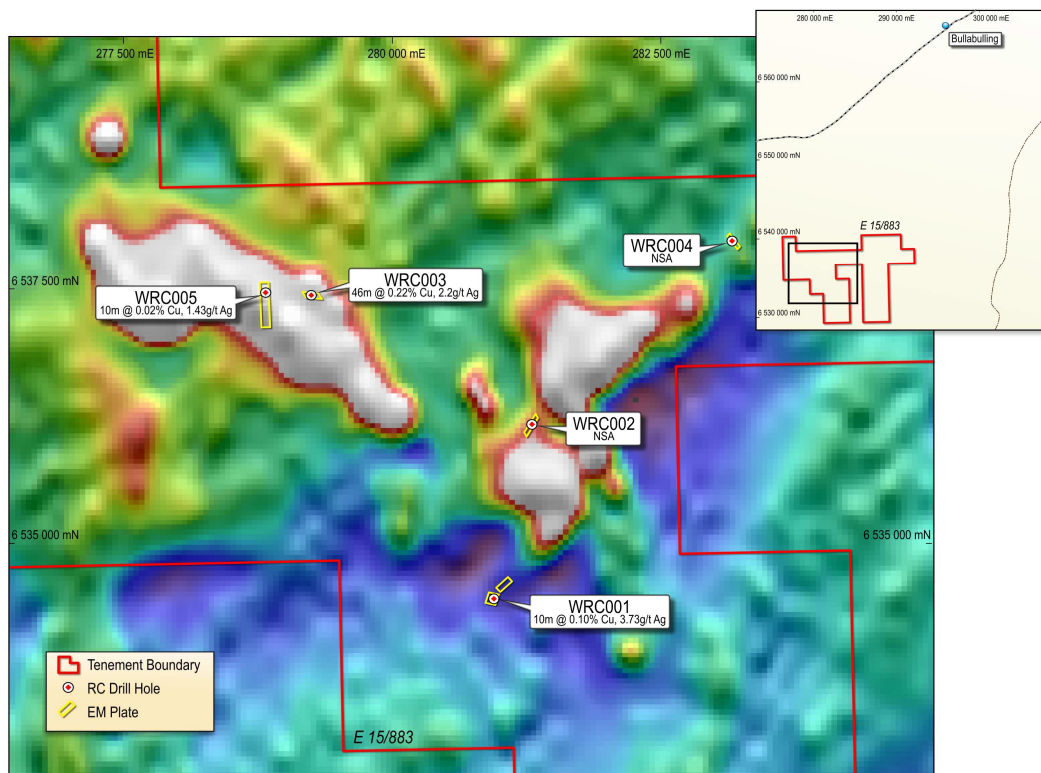 277 500 mE
280 000 mE
282 500 mE
280 000 mE
290 000 mE
300 000 mE
Bullabulling
6 560 000 mN
6 550 000 mN
6 540 000 mN
6 530 000 mN
E 15/883
6 537 500 mN
WRC004
NSA
WRC005
10m @ 0.02% Cu, 1.43g/t Ag
WRC003
46m @ 0.22% Cu, 2.2g/t Ag
WRC002
NSA
6 535 000 mN
6 535 000 mN
WRC001
10m @ 0.10% Cu, 3.73g/t Ag
Tenement Boundary
RC Drill Hole
EM Plate
E 15/883